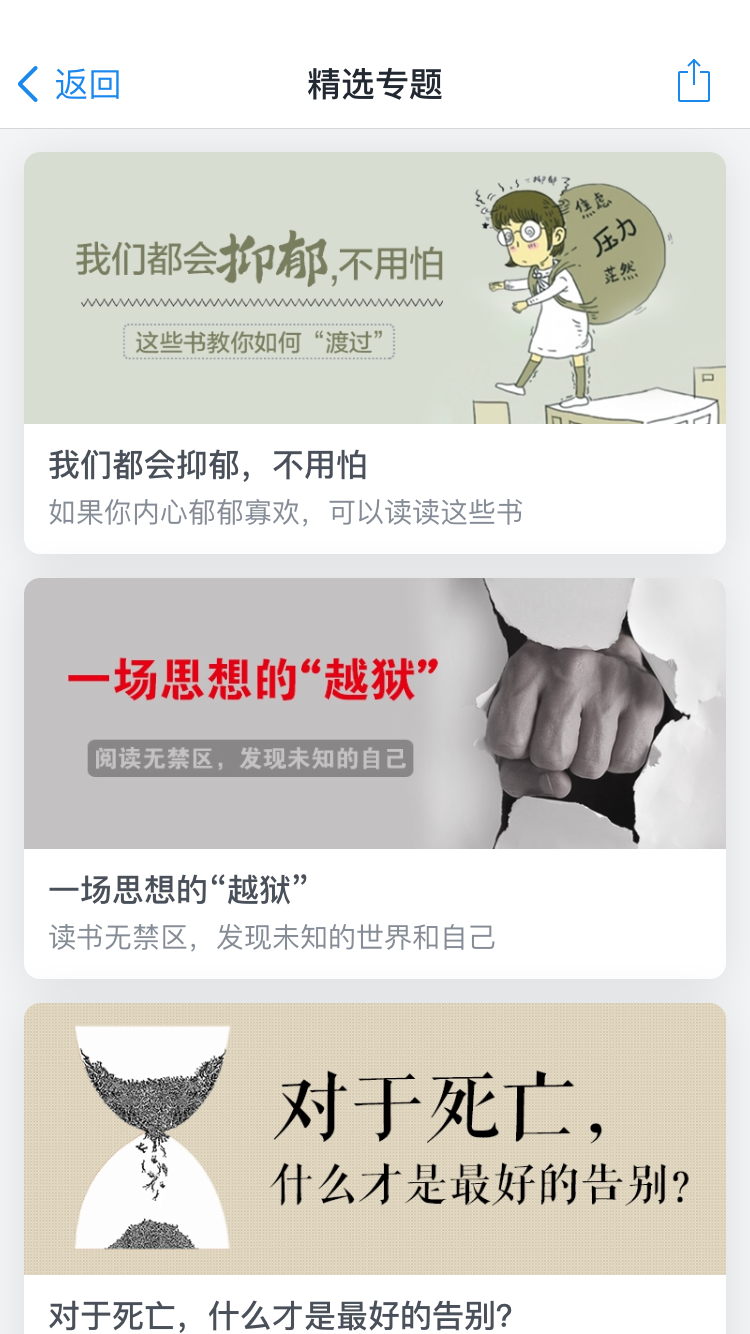 返回
精选专题
抑郁
焦虑
压力
茫然
我们都会抑郁,不用怕
这些书教你如何“渡过”
我们都会抑郁，不用怕
如果你内心郁郁寡欢，可以读读这些书
一场思想的“越狱”
阅读无禁区，发现未知的自己
一场思想的“越狱”
读书无禁区，发现未知的世界和自己
对于死亡，
什么才是最好的告别?
对于死亡，什么才是最好的告别?